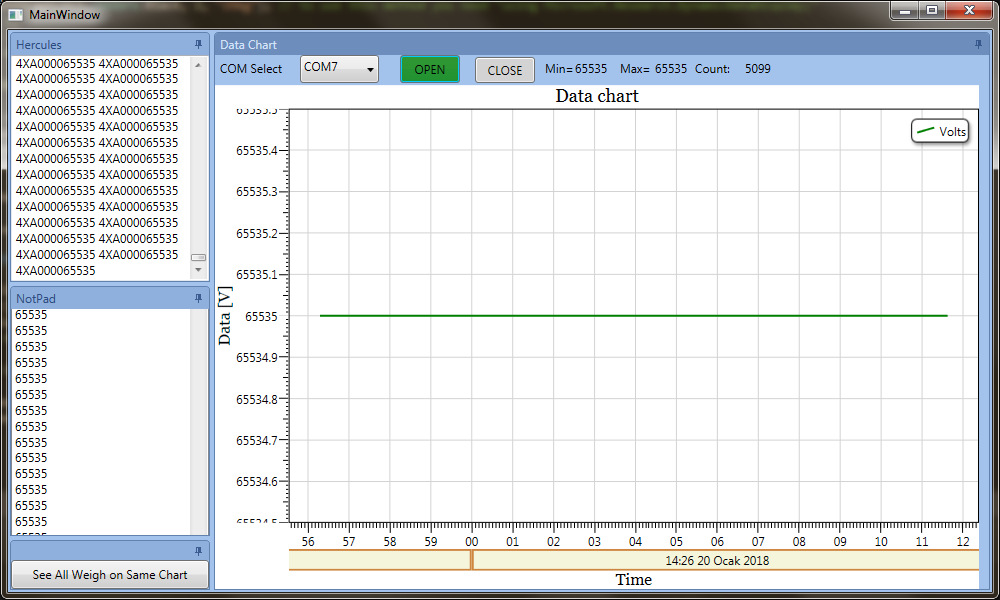 MainWindow
Hercules
4XA000065535 4XA000065535
4XA000065535 4XA000065535
4XA000065535 4XA000065535
4XA000065535 4XA000065535
4XA000065535 4XA000065535
4XA000065535 4XA000065535
4XA000065535 4XA000065535
4XA000065535 4XA000065535
4XA000065535 4XA000065535
4XA000065535 4XA000065535
4XA000065535 4XA000065535
4XA000065535 4XA000065535
4XA000065535 4XA000065535
4XA000065535
NotPad
65535
65535
65535
65535
65535
65535
65535
65535
65535
65535
65535
65535
65535
65535
See All Weigh on Same Chart
Data Chart
COM Select COM7 OPEN CLOSE Min= 65535 Max= 65535 Count: 5099
Data chart
Volts
65535.5
65535.4
65535.3
65535.2
65535.1
65535
65534.9
65534.8
65534.7
65534.6
65534.5
Data [V]
56 57 58 59 00 01 02 03 04 05 06 07 08 09 10 11 12
14:26 20 Ocak 2018
Time